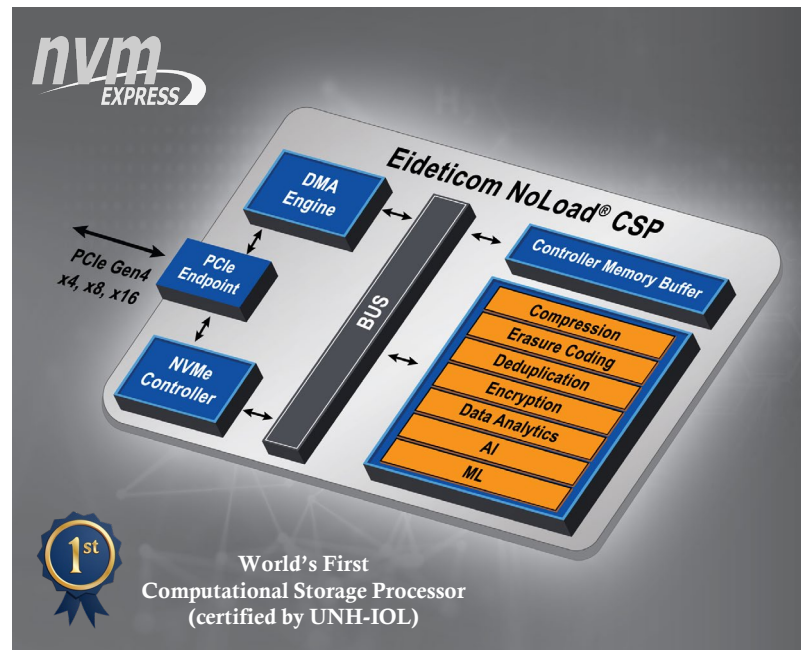 nvm
EXPRESS
Eideticom NoLoad® CSP
DMA
Engine
PCIe Gen4
x4, x8, x16
PCIe
Endpoint
NVMe
Controller
BUS
Controller Memory Buffer
Compression
Erasure Coding
Deduplication
Encryption
Data Analytics
AI
ML
1st
World's First
Computational Storage Processor
(certified by UNH-IOL)